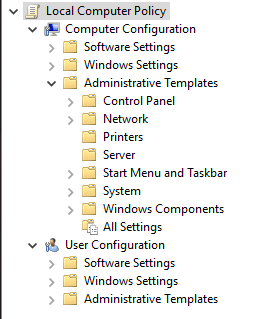 Local Computer Policy
Computer Configuration
Software Settings
Windows Settings
Administrative Templates
Control Panel
Network
Printers
Server
Start Menu and Taskbar
System
Windows Components
All Settings
User Configuration
Software Settings
Windows Settings
Administrative Templates